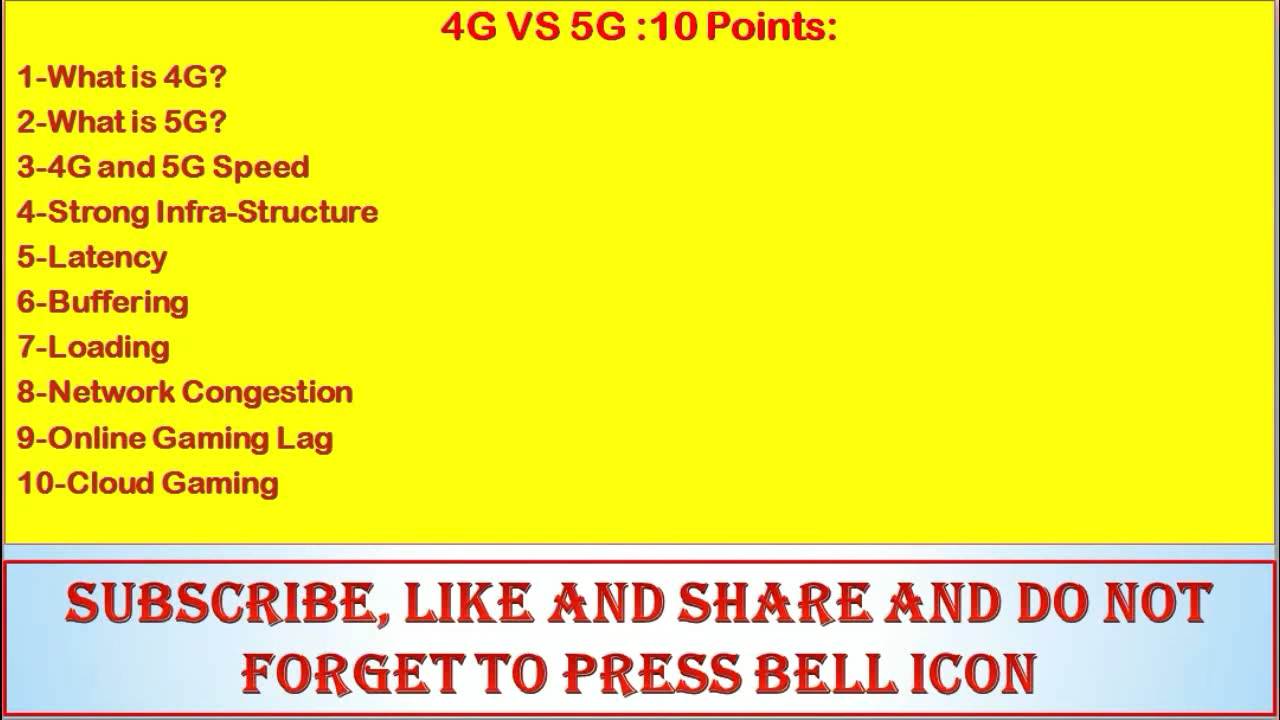 4G VS 5G :10 Points:
1-What is 4G?
2-What is 5G?
3-4G and 5G Speed
4-Strong Infra-Structure
5-Latency
6-Buffering
7-Loading
8-Network Congestion
9-Online Gaming Lag
10-Cloud Gaming
SUBSCRIBE, LIKE AND SHARE AND DO NOT
FORGET TO PRESS BELL ICON